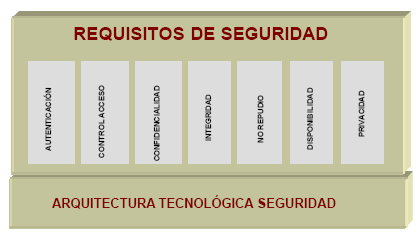 REQUISITOS DE SEGURIDAD
AUTENTICACIÓN
CONTROL ACCESO
CONFIDENCIALIDAD
INTEGRIDAD
NO REPUDIO
DISPONIBILIDAD
PRIVACIDAD
ARQUITECTURA TECNOLÓGICA SEGURIDAD